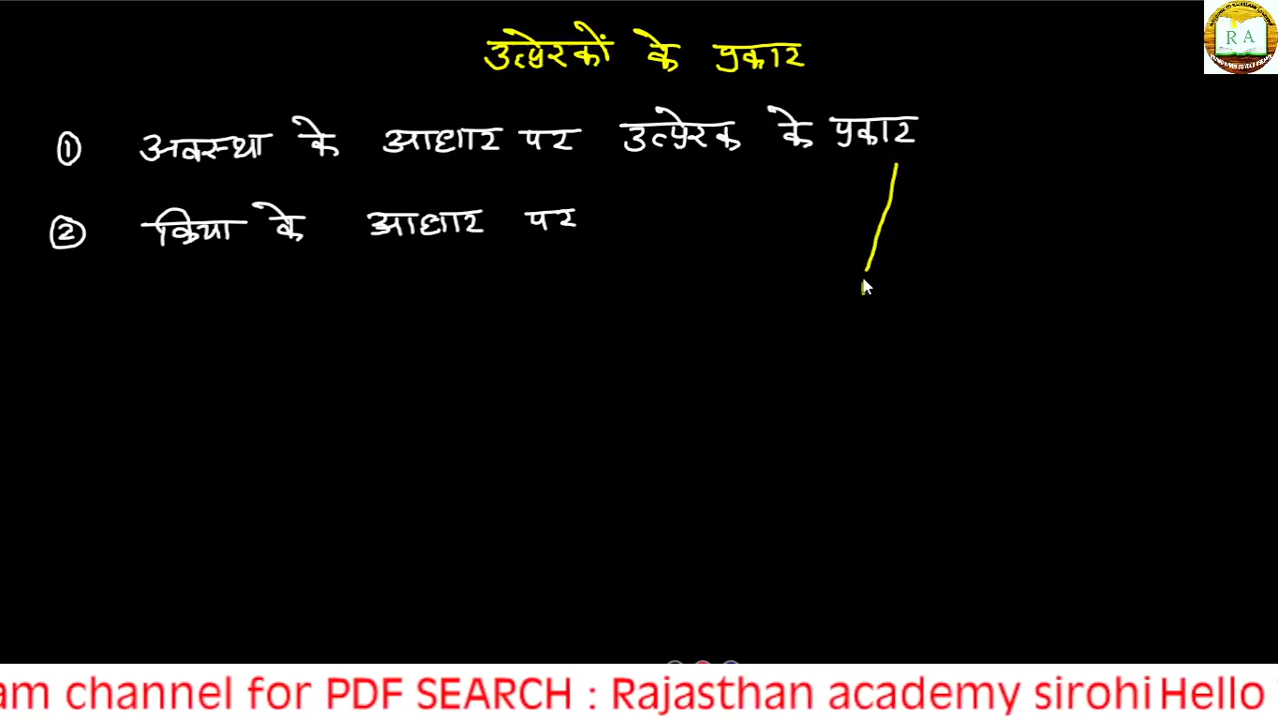 उत्प्रेरकों के प्रकार
R A
① अवस्था के आधार पर उत्प्रेरक के प्रकार
② क्रिया के आधार पर
am channel for PDF SEARCH : Rajasthan academy sirohi Hello